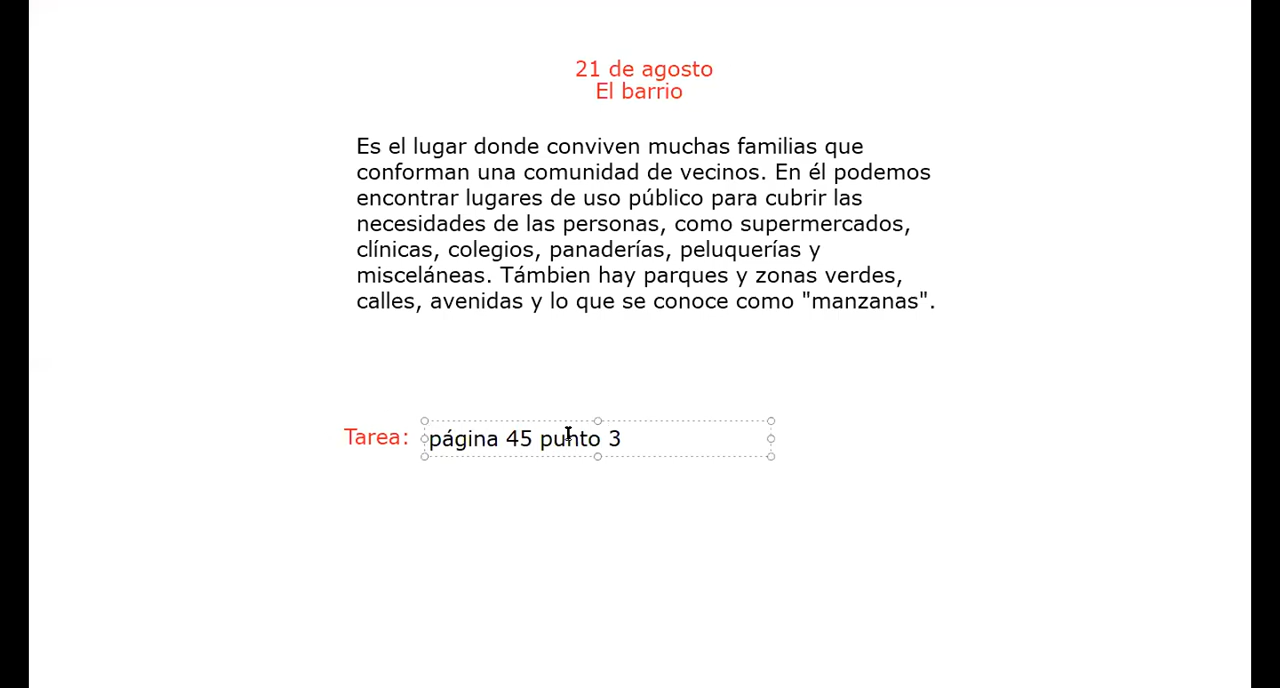 21 de agosto
El barrio
Es el lugar donde conviven muchas familias que
conforman una comunidad de vecinos. En él podemos
encontrar lugares de uso público para cubrir las
necesidades de las personas, como supermercados,
clínicas, colegios, panaderías, peluquerías y
misceláneas. Támbien hay parques y zonas verdes,
calles, avenidas y lo que se conoce como "manzanas".
Tarea: página 45 punto 3